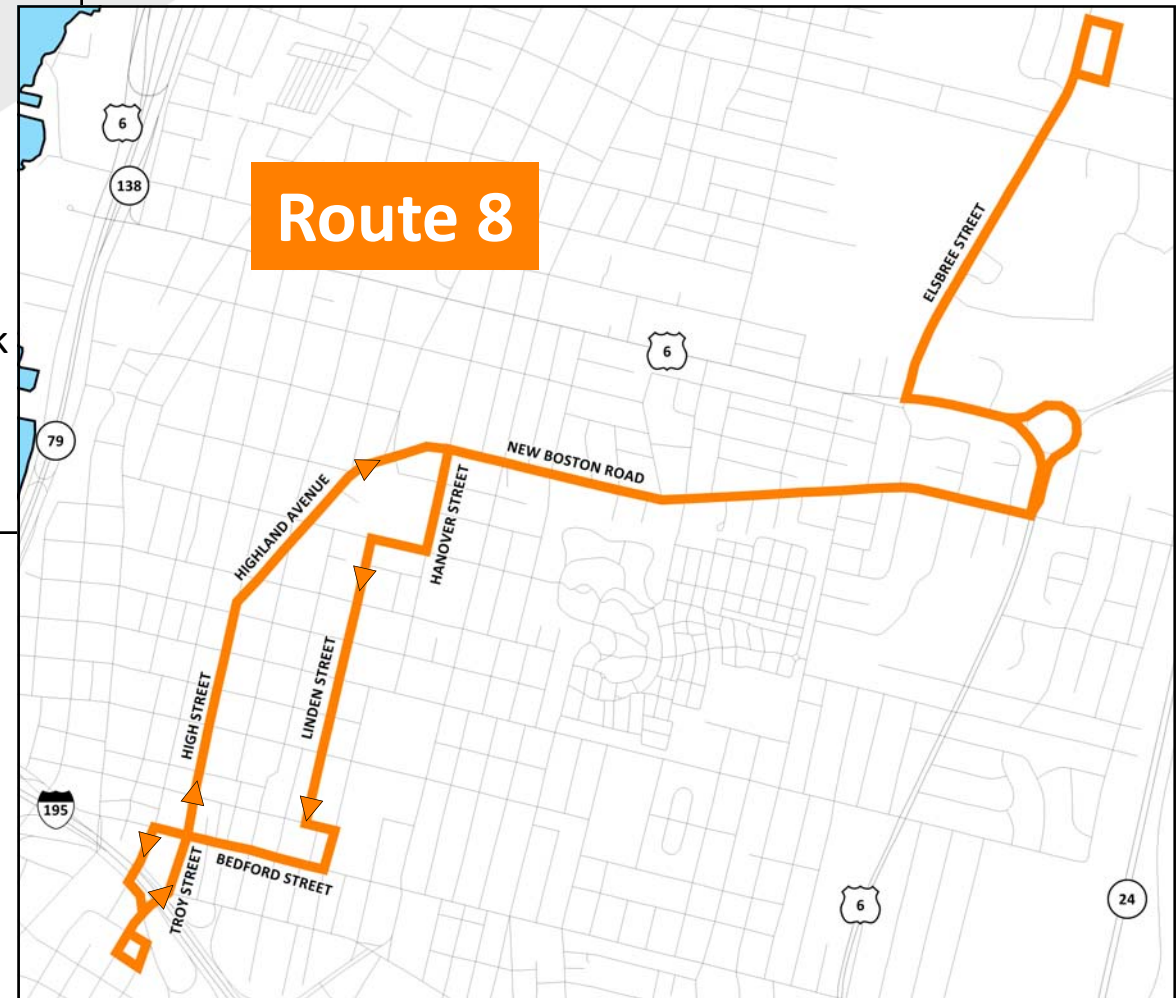 6
138
Route 8
ELSBREE STREET
K
6
79
NEW BOSTON ROAD
HIGHLAND AVENUE
HANOVER STREET
LINDEN STREET
HIGH STREET
195
BEDFORD STREET
TROY STREET
6
24